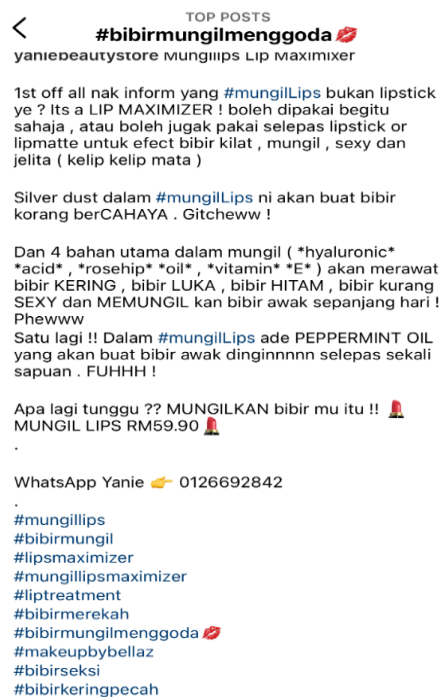 TOP POSTS
#bibirmungilmenggoda 💋
yaniebeautystore Mungillips Lip Maximixer
1st off all nak inform yang #mungilLips bukan lipstick
ye ? Its a LIP MAXIMIZER ! boleh dipakai begitu
sahaja , atau boleh jugak pakai selepas lipstick or
lipmatte untuk efect bibir kilat , mungil , sexy dan
jelita ( kelip kelip mata )
Silver dust dalam #mungilLips ni akan buat bibir
korang berCAHAYA . Gitcheww !
Dan 4 bahan utama dalam mungil ( *hyaluronic*
*acid* , *rosehip* *oil* , *vitamin* *E* ) akan merawat
bibir KERING , bibir LUKA , bibir HITAM , bibir kurang
SEXY dan MEMUNGIL kan bibir awak sepanjang hari !
Phewww
Satu lagi !! Dalam #mungilLips ade PEPPERMINT OIL
yang akan buat bibir awak dinginnnnn selepas sekali
sapuan . FUHHH !
Apa lagi tunggu ?? MUNGILKAN bibir mu itu !! 💄
MUNGIL LIPS RM59.90 💄
.
WhatsApp Yanie 👉 0126692842
.
#mungillips
#bibirmungil
#lipsmaximizer
#mungillipsmaximizer
#liptreatment
#bibirmerekah
#bibirmungilmenggoda 💋
#makeupbybellaz
#bibirseksi
#bibirkeringpecah